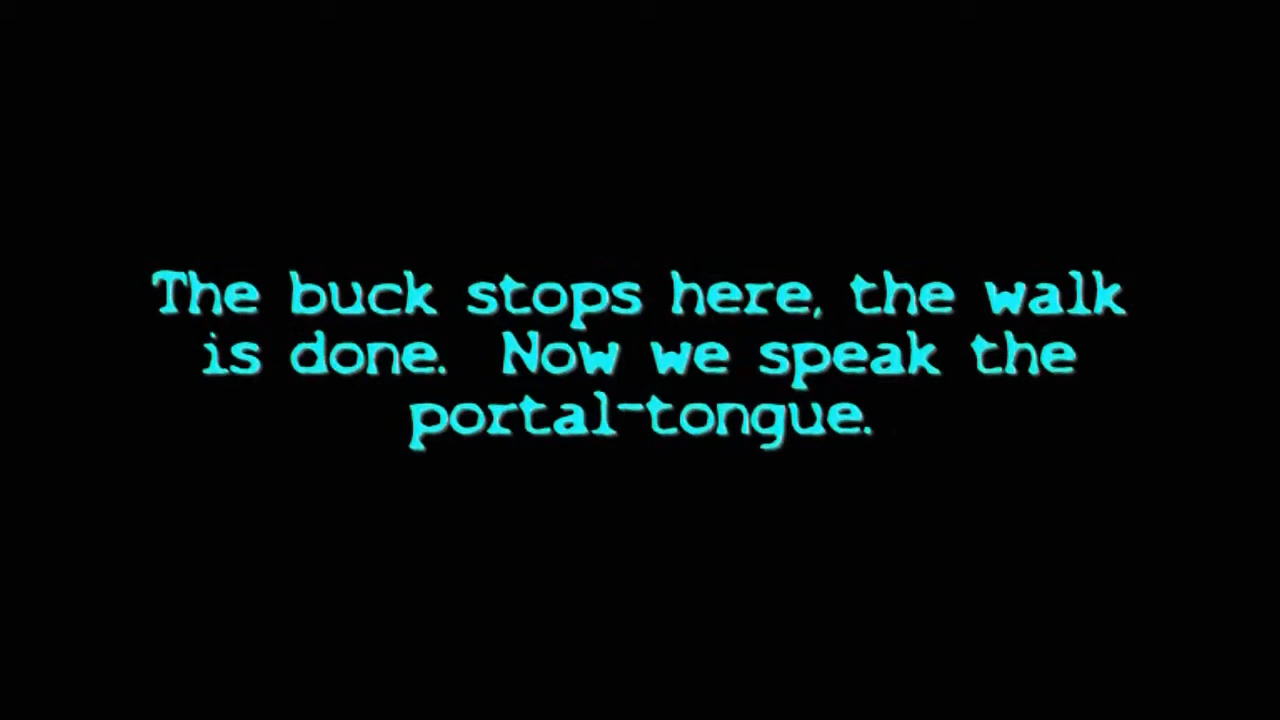 The buck stops here, the walk
is done.  Now we speak the
portal-tongue.